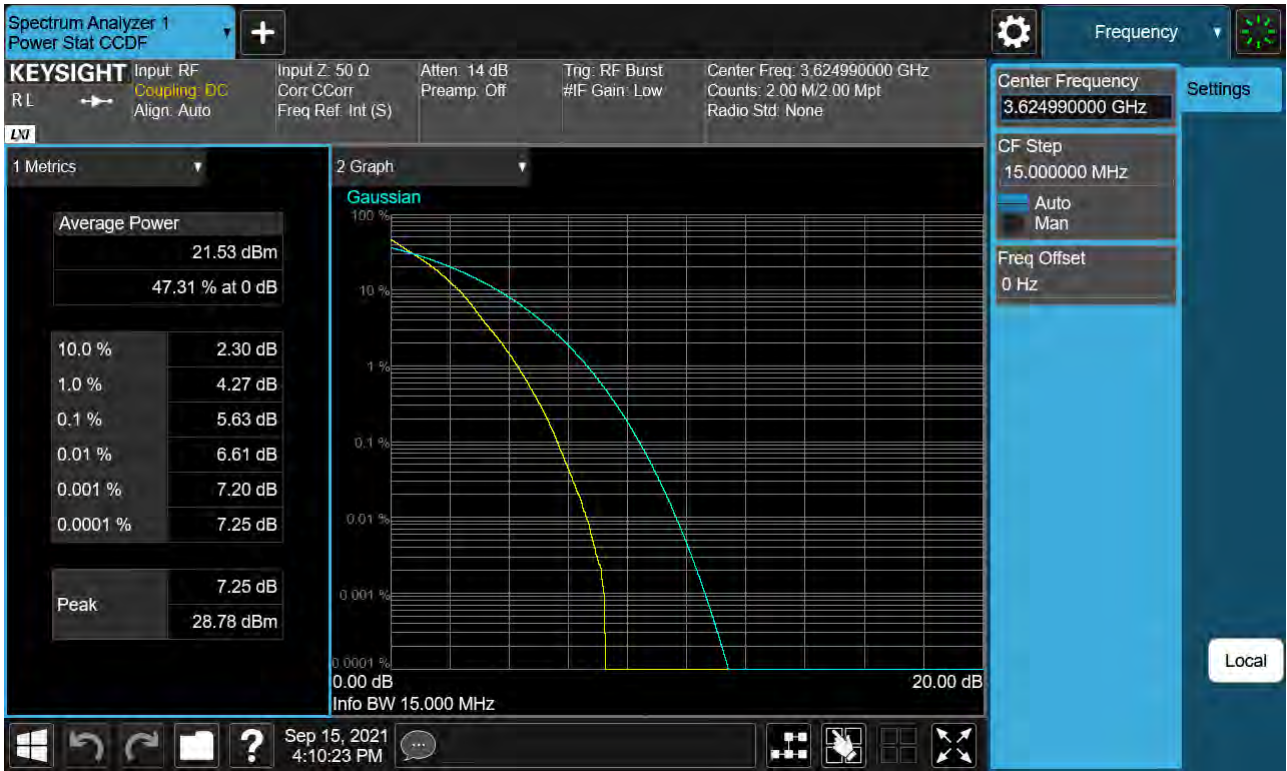 Spectrum Analyzer 1
Power Stat CCDF
+
Frequency
KEYSIGHT
RL
LXI
Input: RF
Coupling: DC
Align: Auto
Input Z: 50 Ω
Corr CCorr
Freq Ref: Int (S)
Atten: 14 dB
Preamp: Off
Trig: RF Burst
#IF Gain: Low
Center Freq: 3.624990000 GHz
Counts: 2.00 M/2.00 Mpt
Radio Std: None
Center Frequency
3.624990000 GHz
Settings
CF Step
15.000000 MHz
Auto
Man
Freq Offset
0 Hz
Local
1 Metrics
Average Power
21.53 dBm
47.31 % at 0 dB
10.0 % 2.30 dB
1.0 % 4.27 dB
0.1 % 5.63 dB
0.01 % 6.61 dB
0.001 % 7.20 dB
0.0001 % 7.25 dB
Peak
7.25 dB
28.78 dBm
2 Graph
Gaussian
100 %
10 %
1 %
0.1 %
0.01 %
0.001 %
0.0001 %
0.00 dB 20.00 dB
Info BW 15.000 MHz
?
Sep 15, 2021
4:10:23 PM